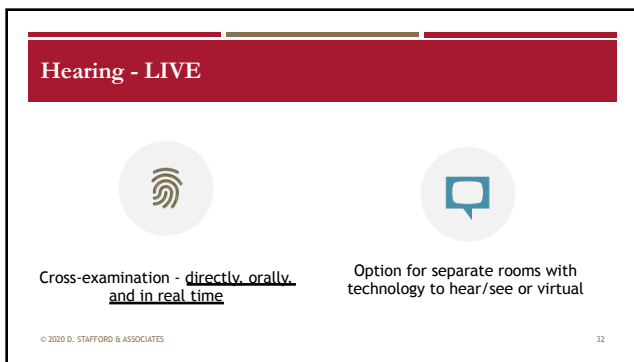 Hearing - LIVE
Cross-examination - directly, orally,
and in real time
Option for separate rooms with
technology to hear/see or virtual
© 2020 D. STAFFORD & ASSOCIATES
32